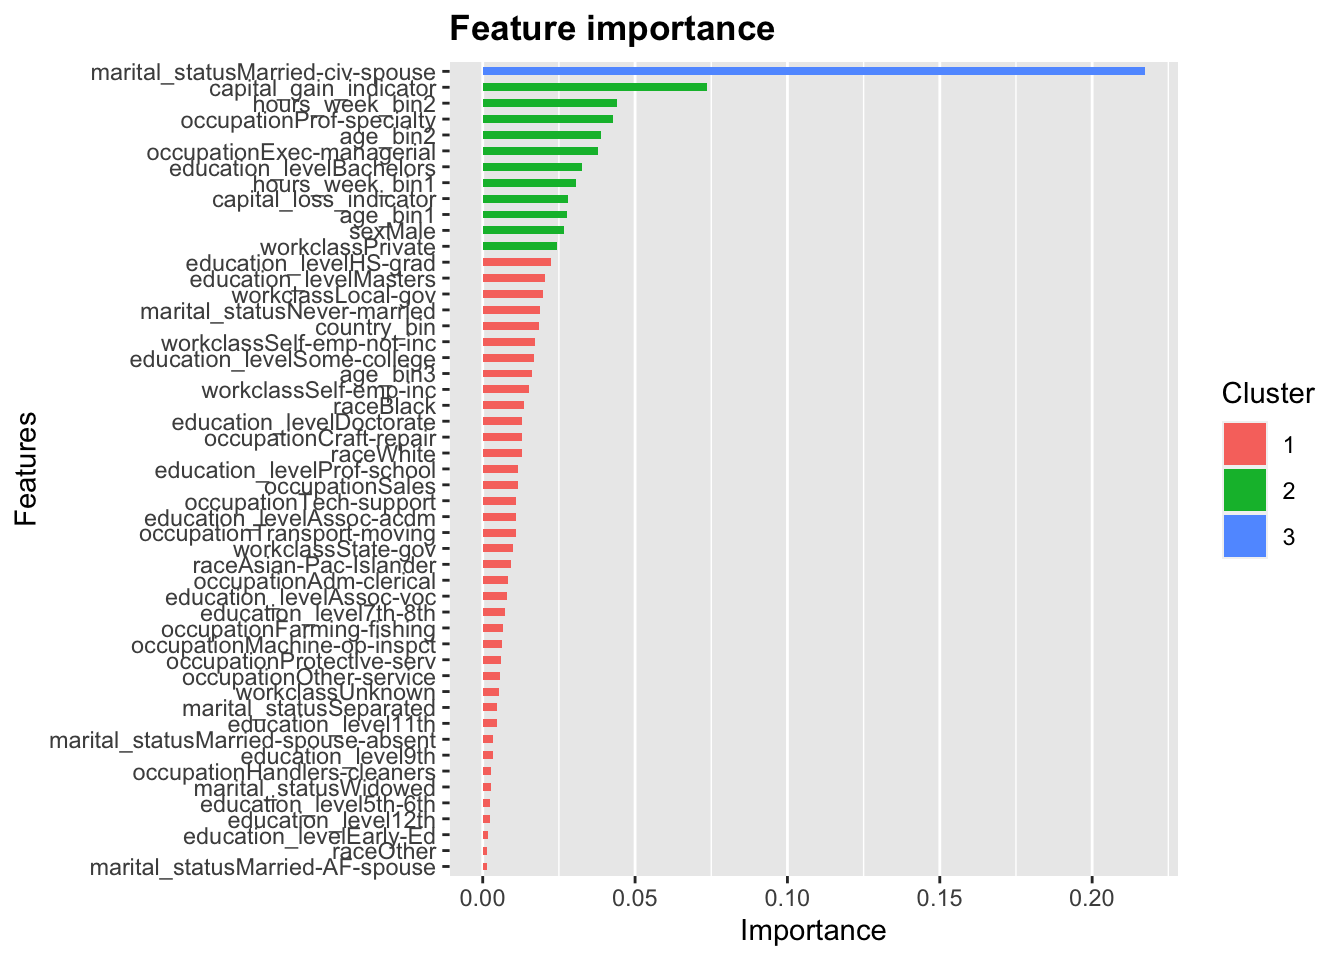 Feature importance
marital_statusMarried-civ-spouse
capital_gain_indicator
hours_week_bin2
occupationProf-specialty
age_bin2
occupationExec-managerial
education_levelBachelors
hours_week_bin1
capital_loss_indicator
age_bin1
sexMale
workclassPrivate
education_levelHS-grad
education_levelMasters
workclassLocal-gov
marital_statusNever-married
country_bin
workclassSelf-emp-not-inc
education_levelSome-college
age_bin3
workclassSelf-emp-inc
raceBlack
education_levelDoctorate
occupationCraft-repair
raceWhite
education_levelProf-school
occupationSales
occupationTech-support
education_levelAssoc-acdm
occupationTransport-moving
workclassState-gov
raceAsian-Pac-Islander
occupationAdm-clerical
education_levelAssoc-voc
education_level7th-8th
occupationFarming-fishing
occupationMachine-op-inspct
occupationProtective-serv
occupationOther-service
workclassUnknown
marital_statusSeparated
education_level11th
marital_statusMarried-spouse-absent
education_level9th
occupationHandlers-cleaners
marital_statusWidowed
education_level5th-6th
education_level12th
education_levelEarly-Ed
raceOther
marital_statusMarried-AF-spouse
Features
0.00 0.05 0.10 0.15 0.20
Importance
Cluster
1
2
3